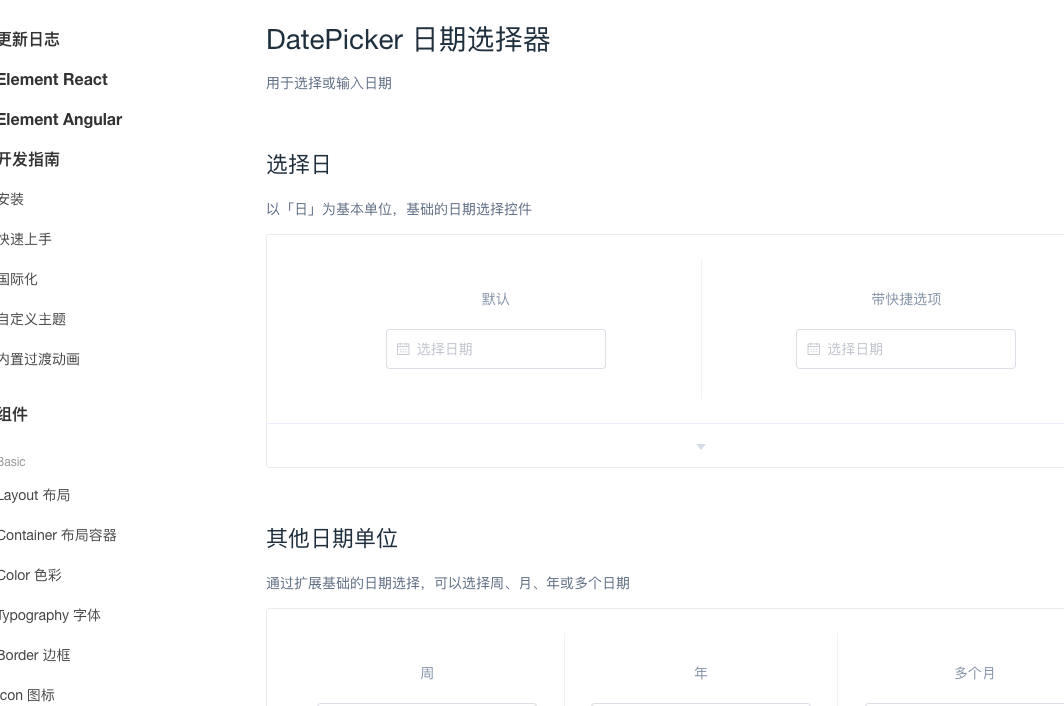 更新日志
Element React
Element Angular
开发指南
安装
快速上手
国际化
自定义主题
内置过渡动画
组件
Basic
Layout 布局
Container 布局容器
Color 色彩
Typography 字体
Border 边框
Icon 图标
DatePicker 日期选择器
用于选择或输入日期
选择日
以「日」为基本单位，基础的日期选择控件
默认
带快捷选项
选择日期
选择日期
其他日期单位
通过扩展基础的日期选择，可以选择周、月、年或多个日期
周
年
多个月